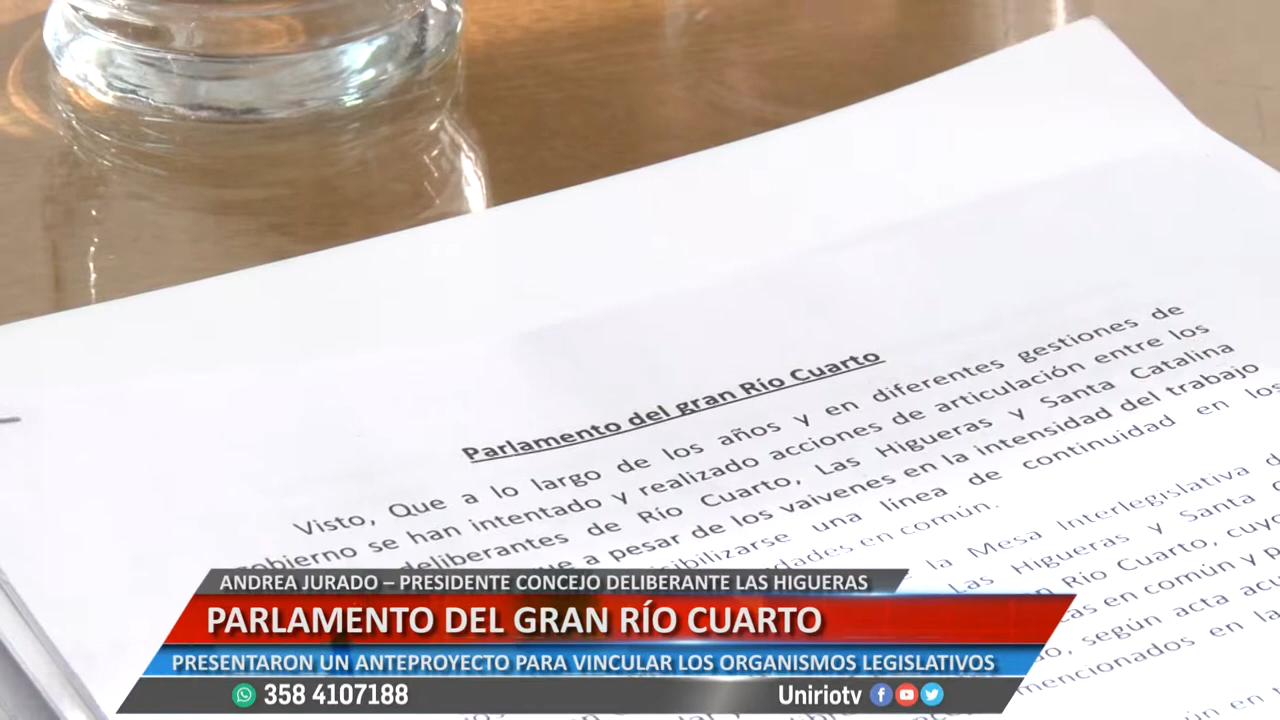 Parlamento del gran Río Cuarto
Visto, Que a lo largo de los años y en diferentes gestiones de
gobierno se han intentado y realizado acciones de articulación entre los
deliberantes de Río Cuarto, Las Higueras y Santa Catalina
que a pesar de los vaivenes en la intensidad del trabajo
una línea de continuidad en los
en común.
la Mesa Interlegislativa
Las Higueras y Santa
Río Cuarto, cuyo
en común y
según acta
mencionados en la
ANDREA JURADO – PRESIDENTE CONCEJO DELIBERANTE LAS HIGUERAS
PARLAMENTO DEL GRAN RÍO CUARTO
PRESENTARON UN ANTEPROYECTO PARA VINCULAR LOS ORGANISMOS LEGISLATIVOS
358 4107188
Uniriotv